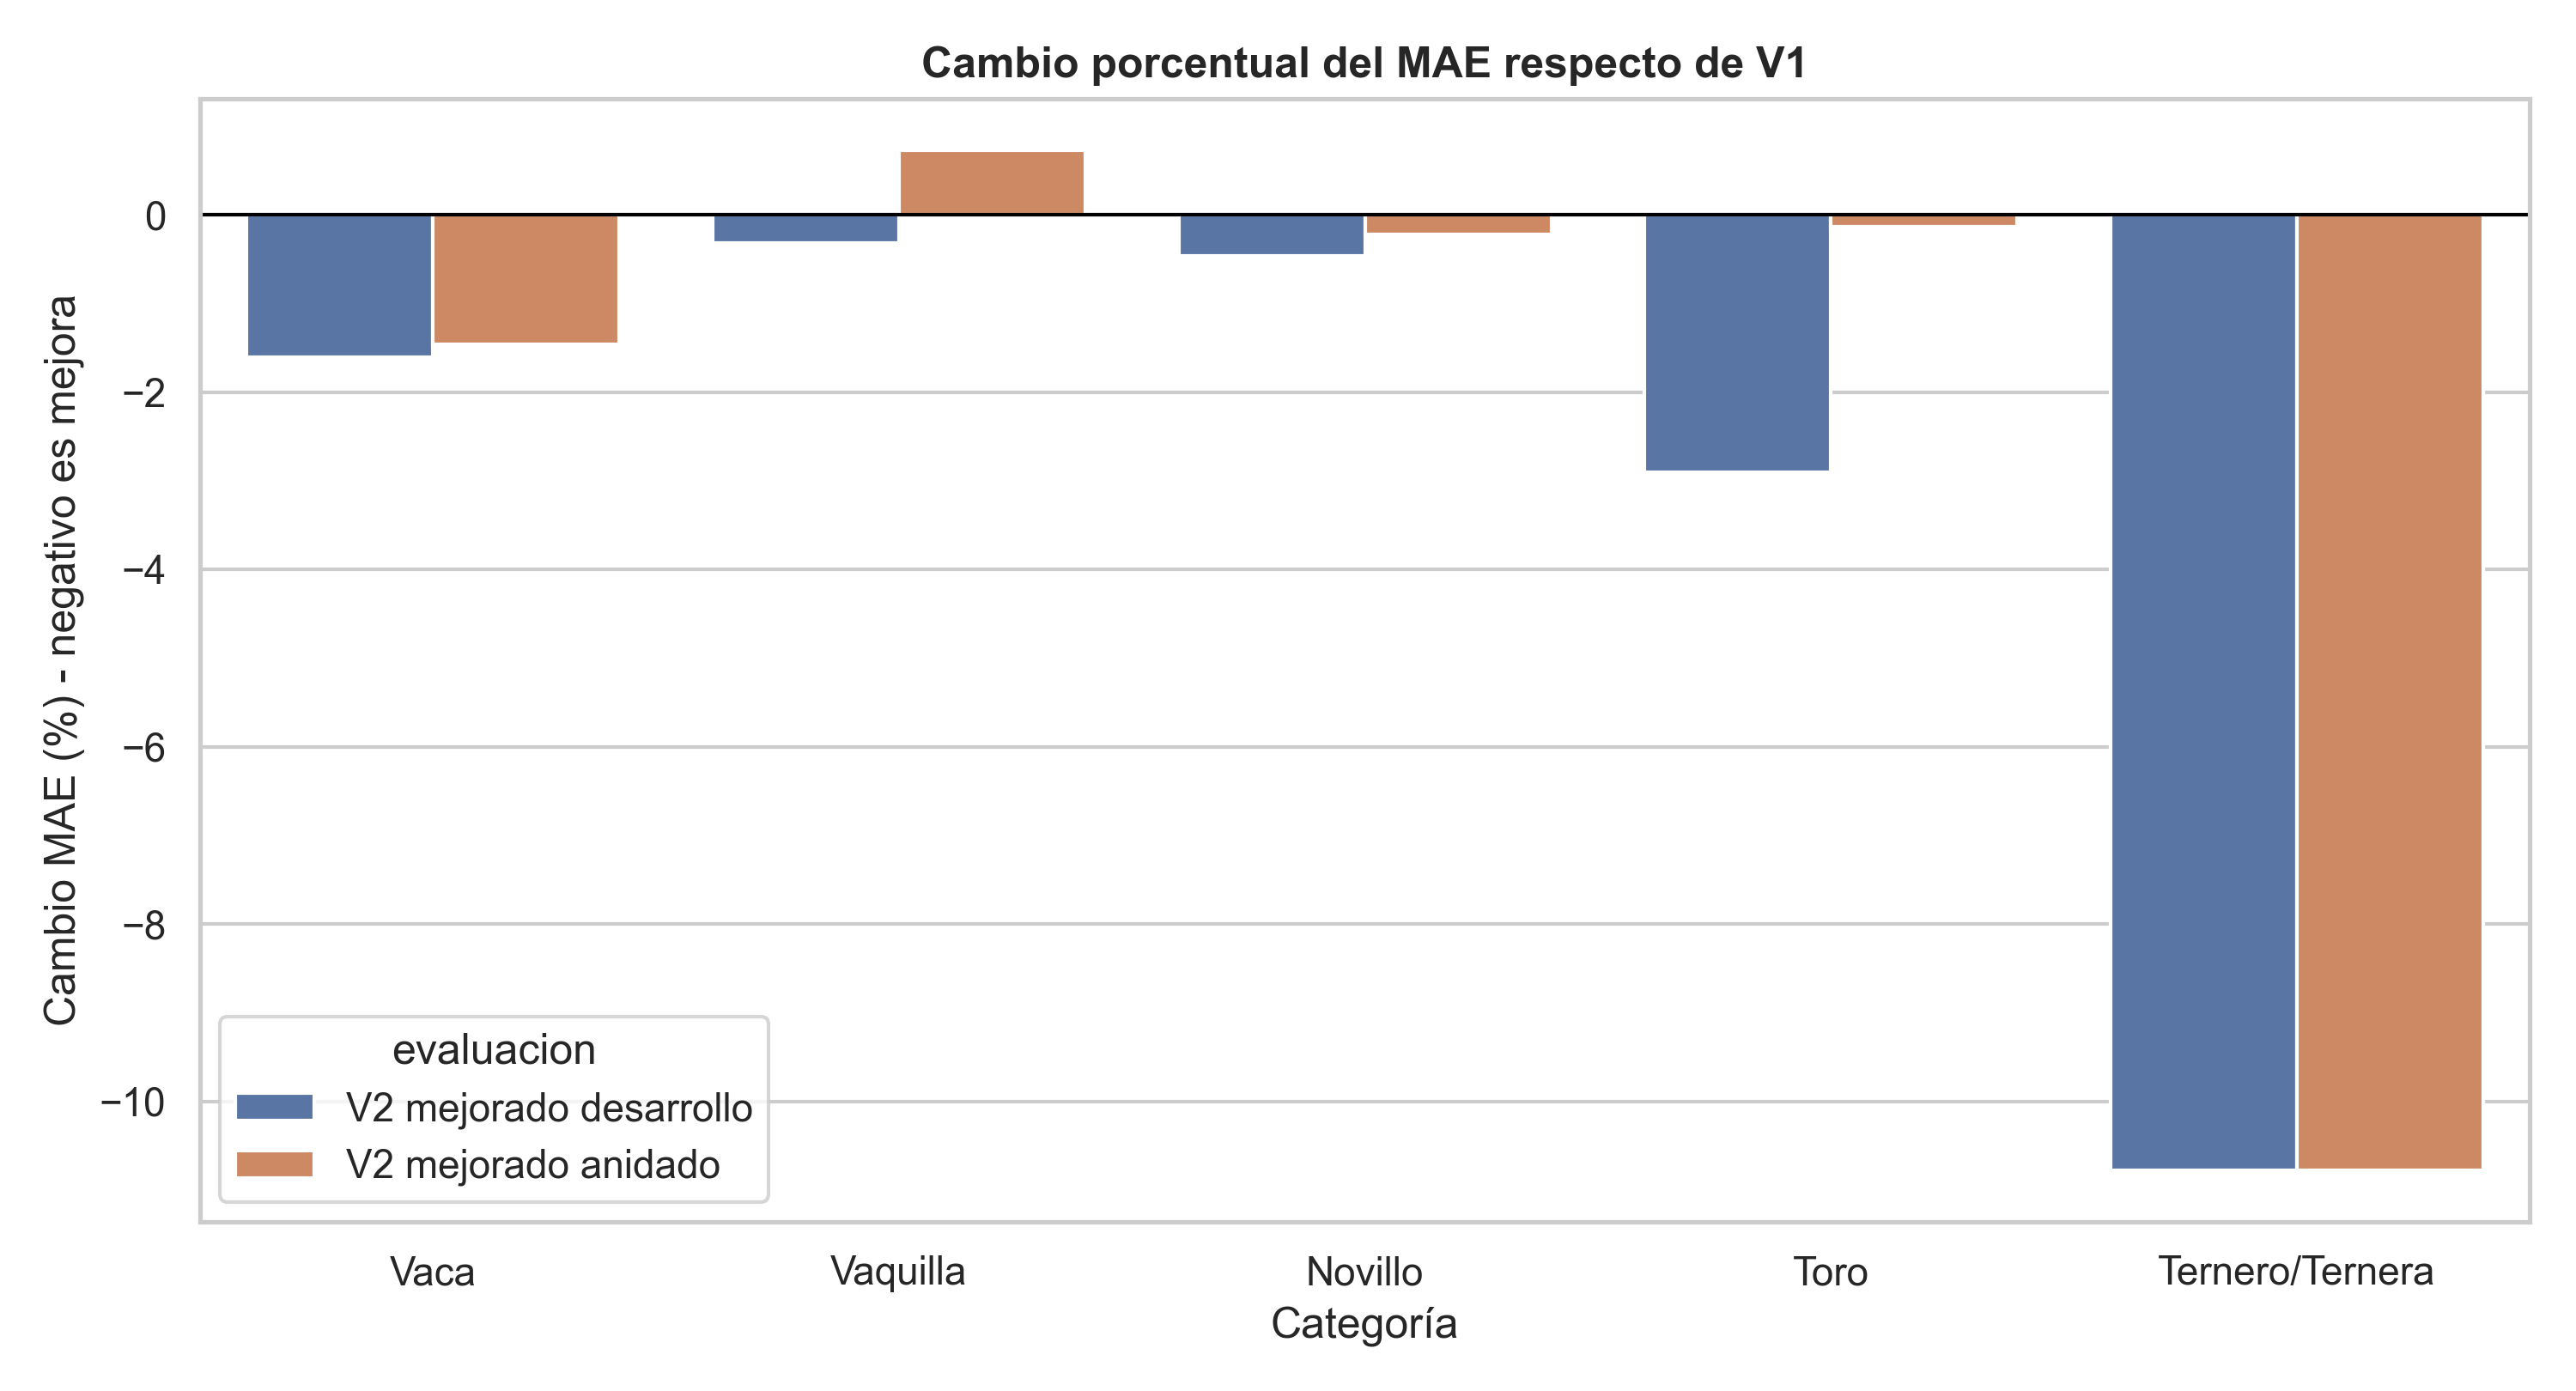 Cambio porcentual del MAE respecto de V1
Cambio MAE (%) - negativo es mejora
0
−2
−4
−6
−8
−10
evaluacion
V2 mejorado desarrollo
V2 mejorado anidado
Vaca
Vaquilla
Novillo
Toro
Ternero/Ternera
Categoría